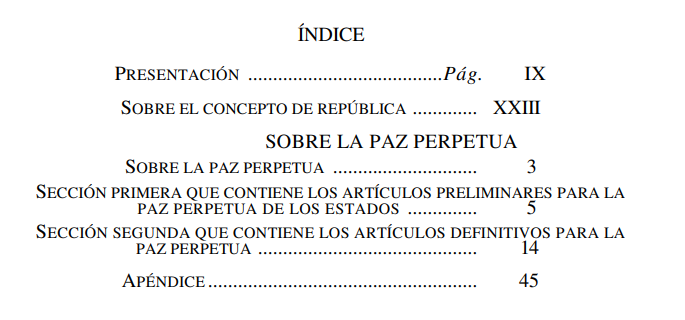 ÍNDICE
PRESENTACIÓN ........................................Pág. IX
SOBRE EL CONCEPTO DE REPÚBLICA ............. XXIII
SOBRE LA PAZ PERPETUA
SOBRE LA PAZ PERPETUA ............................. 3
SECCIÓN PRIMERA QUE CONTIENE LOS ARTÍCULOS PRELIMINARES PARA LA
PAZ PERPETUA DE LOS ESTADOS .............. 5
SECCIÓN SEGUNDA QUE CONTIENE LOS ARTÍCULOS DEFINITIVOS PARA LA
PAZ PERPETUA ............................................. 14
APÉNDICE....................................................... 45